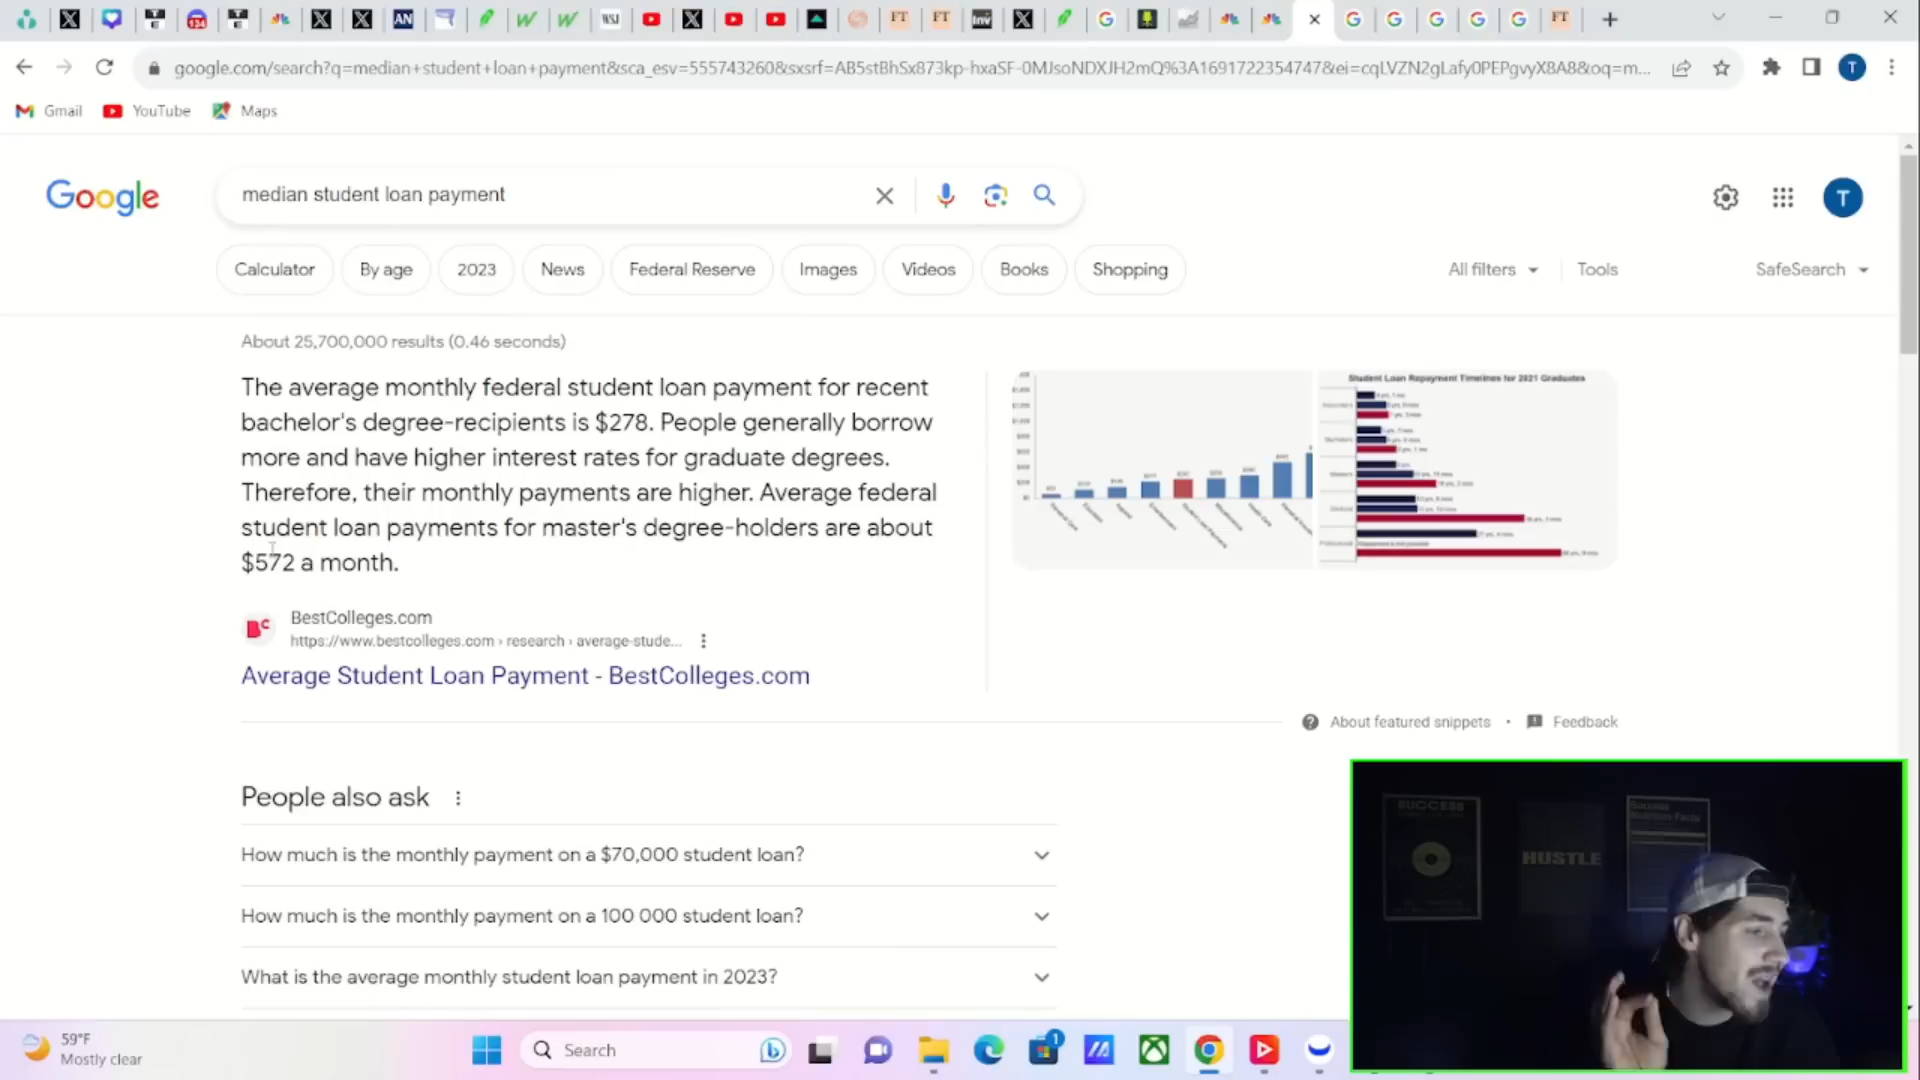 google.com/search?q=median+student+loan+payment&sca_esv=555743260&sxsrf=AB5stBhSx873kp-hxaSF-0MJsoNDXJH2mQ%3A1691722354747&ei=cqLVZN2gLafy0PEPgvyX8A8&oq=m...
T
Gmail
YouTube
Maps
Google
median student loan payment
T
Calculator
By age
2023
News
Federal Reserve
Images
Videos
Books
Shopping
All filters
Tools
SafeSearch
About 25,700,000 results (0.46 seconds)
The average monthly federal student loan payment for recent
bachelor's degree-recipients is $278. People generally borrow
more and have higher interest rates for graduate degrees.
Therefore, their monthly payments are higher. Average federal
student loan payments for master's degree-holders are about
$572 a month.
Student Loan Repayment Timelines for 2021 Graduates
BestColleges.com
https://www.bestcolleges.com › research › average-stude...
Average Student Loan Payment - BestColleges.com
About featured snippets
Feedback
People also ask
How much is the monthly payment on a $70,000 student loan?
How much is the monthly payment on a 100 000 student loan?
What is the average monthly student loan payment in 2023?
SUCCESS
Success
Nutrition Facts
HUSTLE
59°F
Mostly clear
Search
1